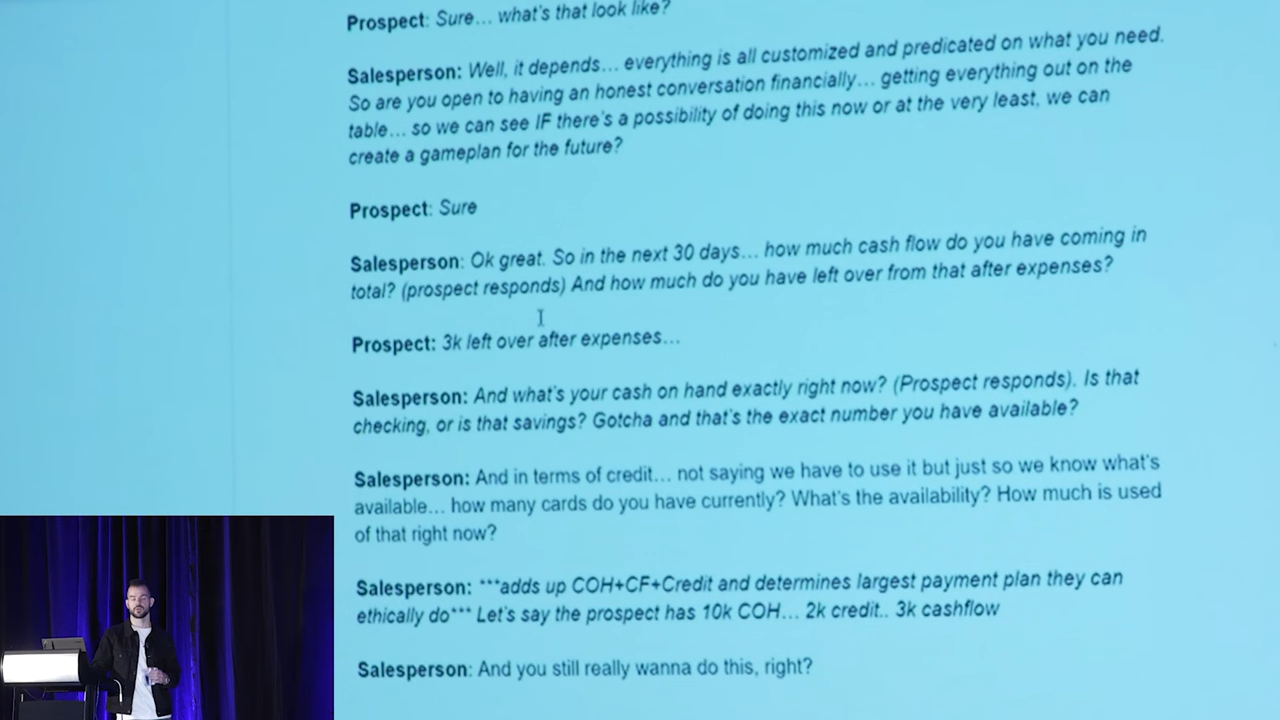 Prospect: Sure... what's that look like?
Salesperson: Well, it depends... everything is all customized and predicated on what you need.
So are you open to having an honest conversation financially... getting everything out on the
table... so we can see IF there's a possibility of doing this now or at the very least, we can
create a gameplan for the future?
Prospect: Sure
Salesperson: Ok great. So in the next 30 days... how much cash flow do you have coming in
total? (prospect responds) And how much do you have left over from that after expenses?
Prospect: 3k left over after expenses...
Salesperson: And what's your cash on hand exactly right now? (Prospect responds). Is that
checking, or is that savings? Gotcha and that's the exact number you have available?
Salesperson: And in terms of credit... not saying we have to use it but just so we know what's
available... how many cards do you have currently? What's the availability? How much is used
of that right now?
Salesperson: ***adds up COH+CF+Credit and determines largest payment plan they can
ethically do*** Let's say the prospect has 10k COH... 2k credit.. 3k cashflow
Salesperson: And you still really wanna do this, right?